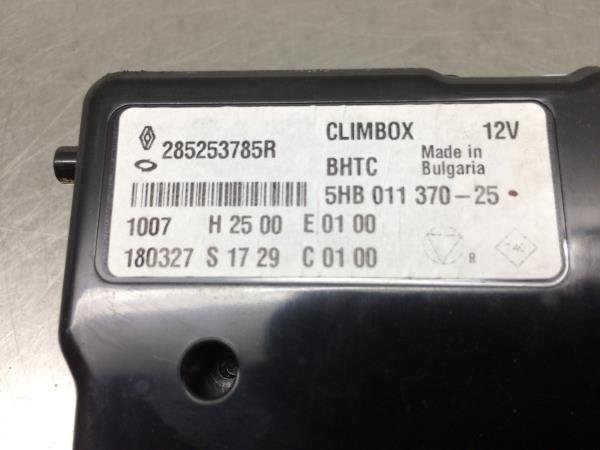 285253785R CLIMBOX 12V
BHTC Made in Bulgaria
5HB 011 370-25
1007 H 25 00 E 01 00
180327 S 17 29 C 01 00
R